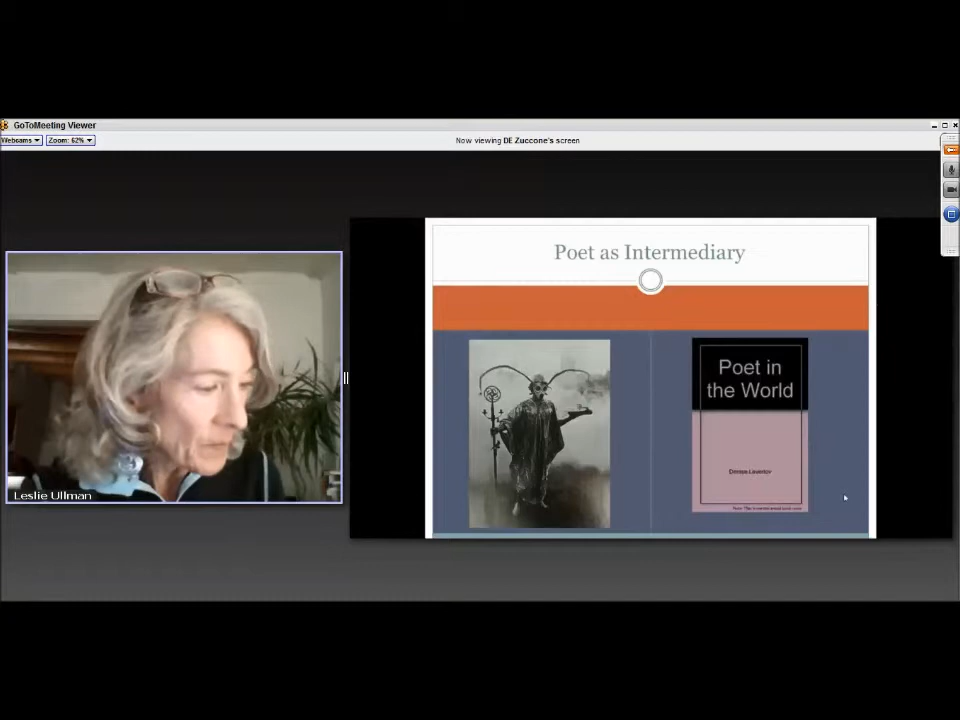 GoToMeeting Viewer
Webcams
Zoom: 62%
Now viewing DE Zuccone's screen
Poet as Intermediary
Poet in
the World
Denise Levertov
Leslie Ullman